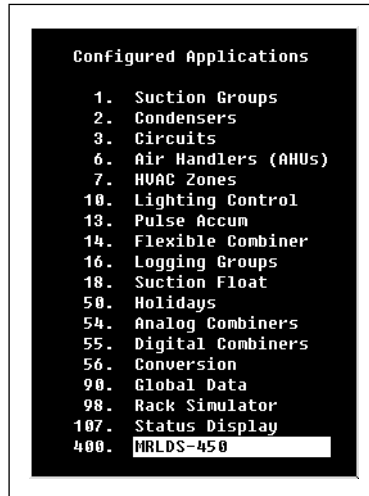 Configured Applications
1. Suction Groups
2. Condensers
3. Circuits
6. Air Handlers (AHUs)
7. HVAC Zones
10. Lighting Control
13. Pulse Accum
14. Flexible Combiner
16. Logging Groups
18. Suction Float
50. Holidays
54. Analog Combiners
55. Digital Combiners
56. Conversion
90. Global Data
98. Rack Simulator
107. Status Display
400. MRLDS-450